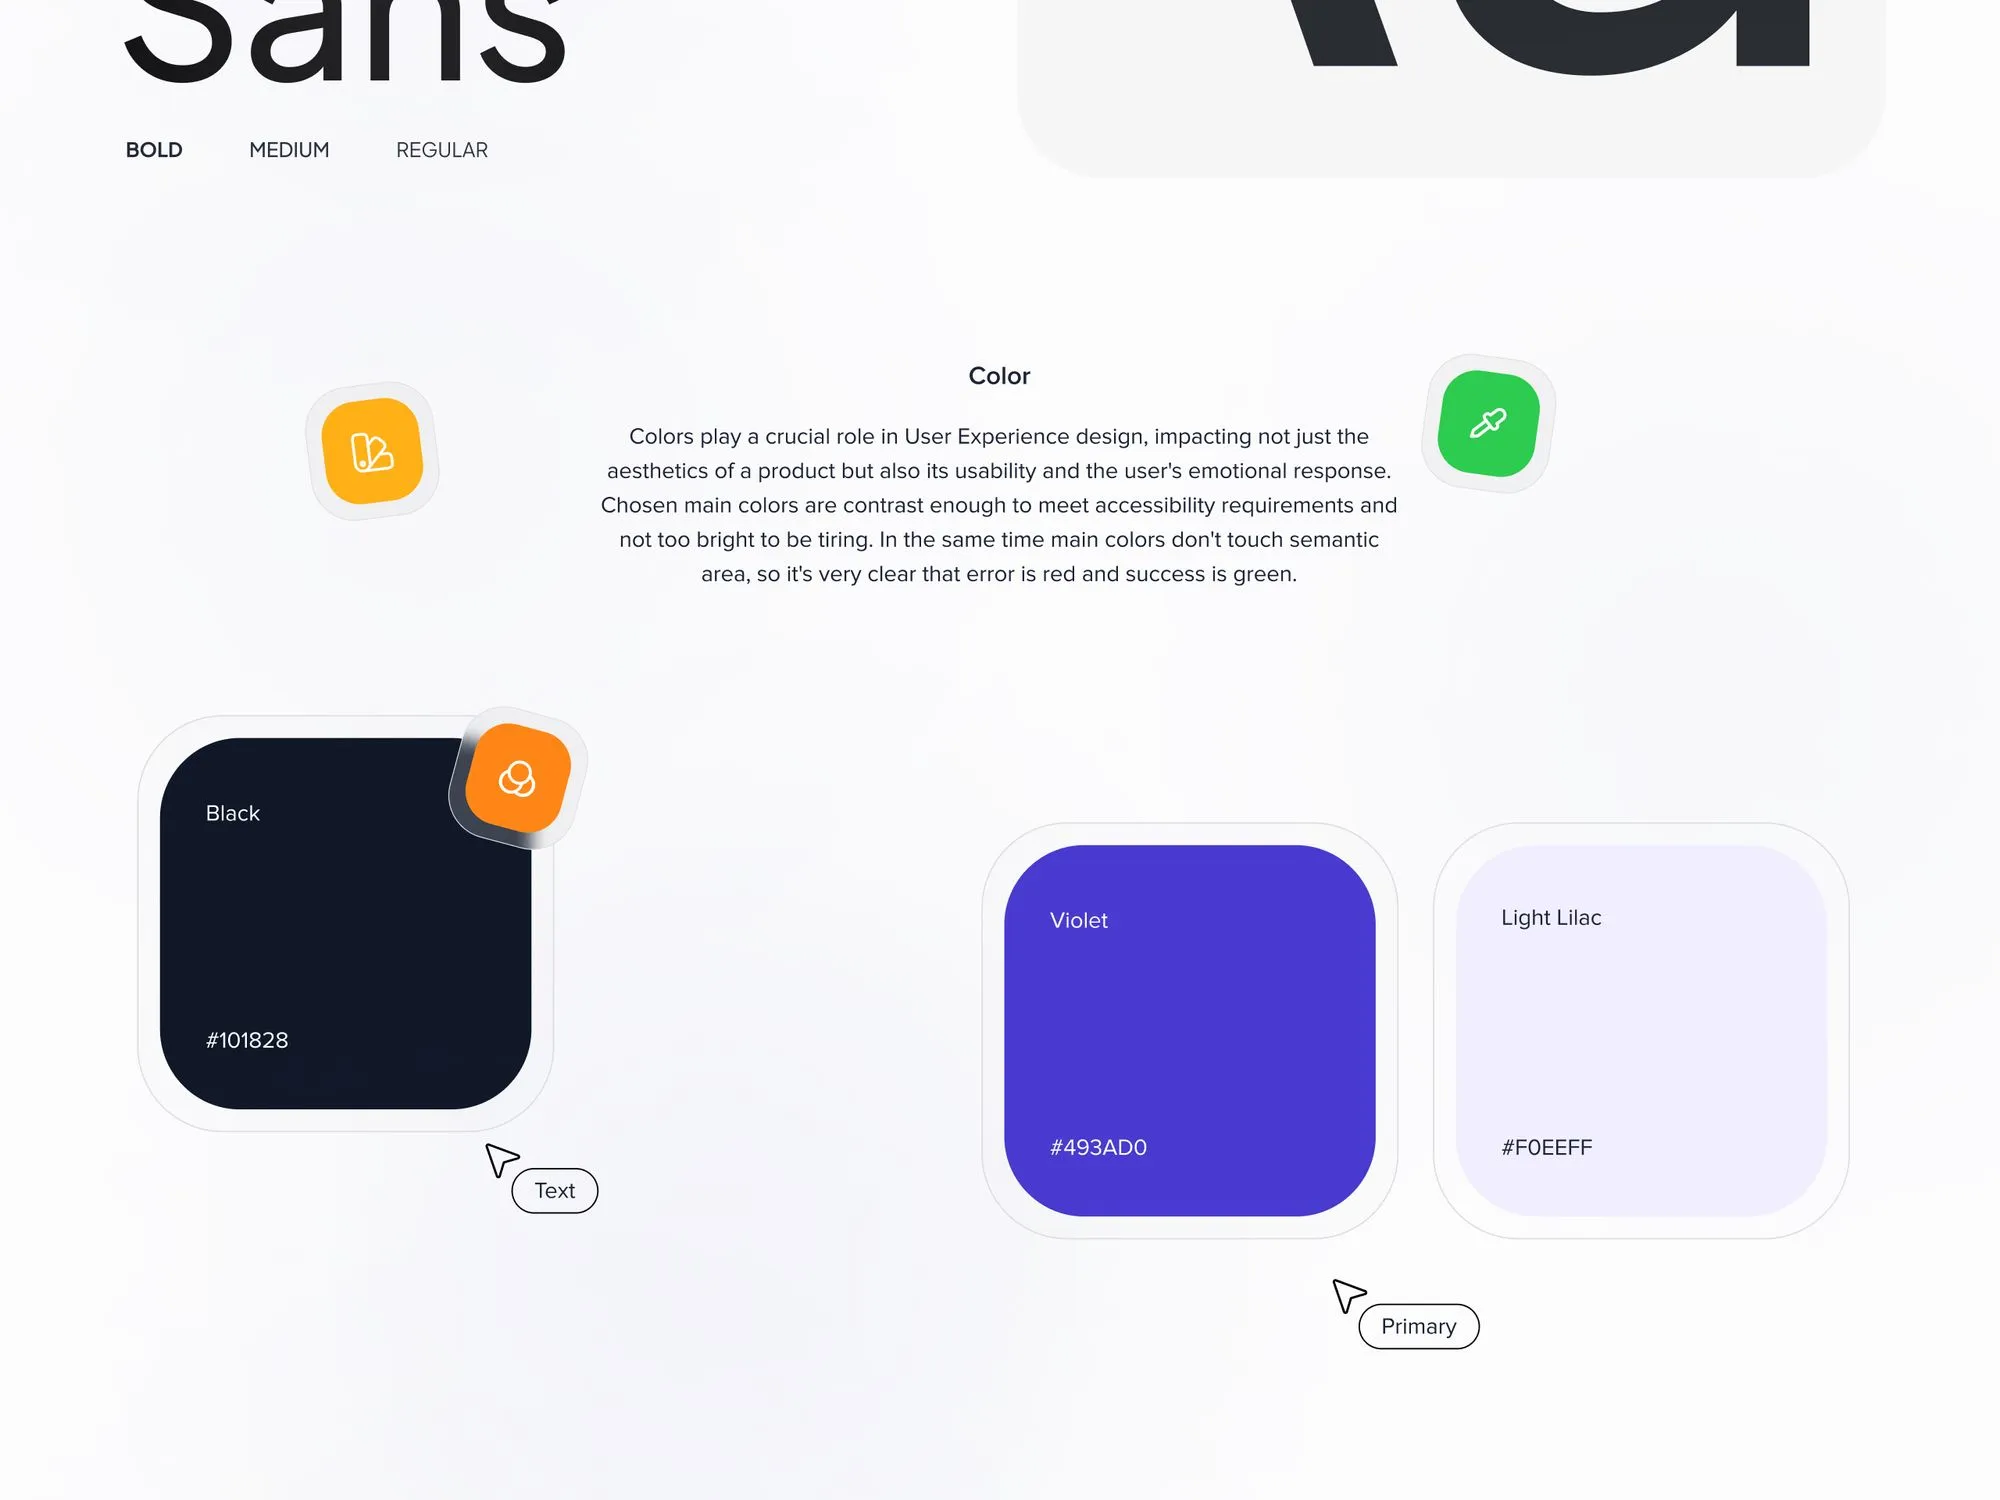 Sans
BOLD
MEDIUM
REGULAR
Color
Colors play a crucial role in User Experience design, impacting not just the
aesthetics of a product but also its usability and the user's emotional response.
Chosen main colors are contrast enough to meet accessibility requirements and
not too bright to be tiring. In the same time main colors don't touch semantic
area, so it's very clear that error is red and success is green.
Black
#101828
Text
Violet
#493AD0
Light Lilac
#F0EEFF
Primary